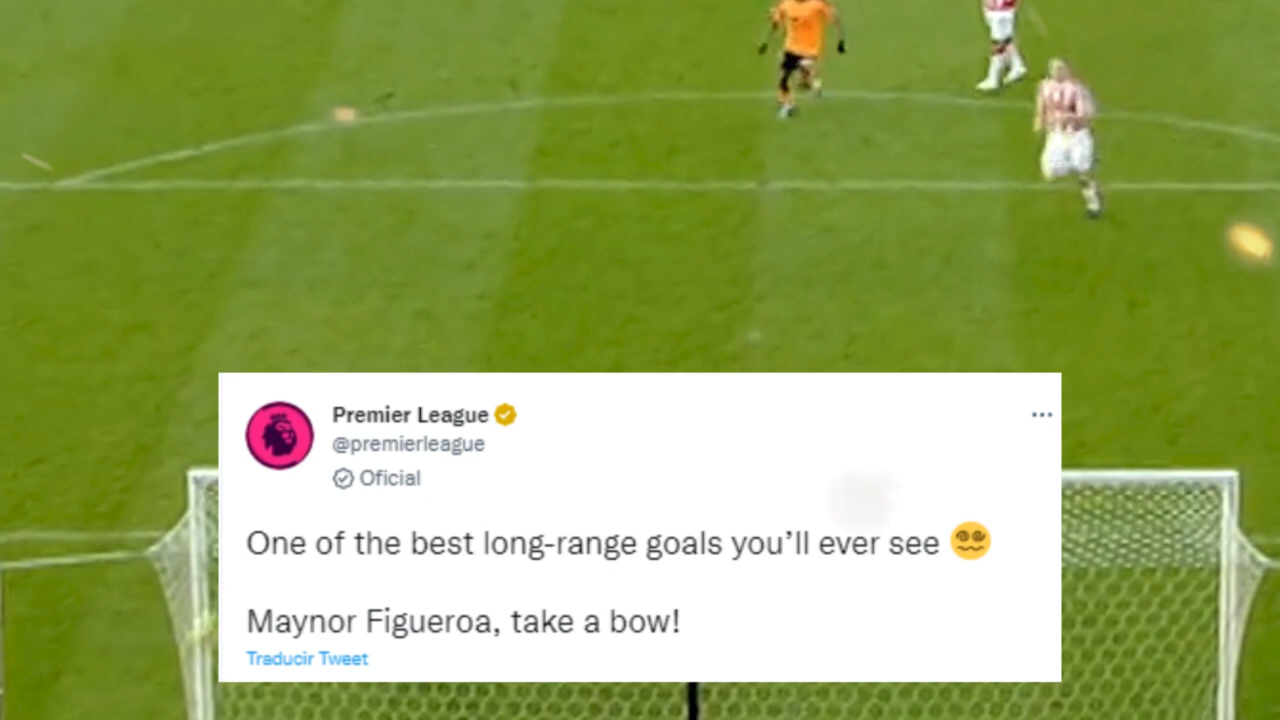 Premier League
@premierleague
Oficial
One of the best long-range goals you’ll ever see 😵‍💫
Maynor Figueroa, take a bow!
Traducir Tweet